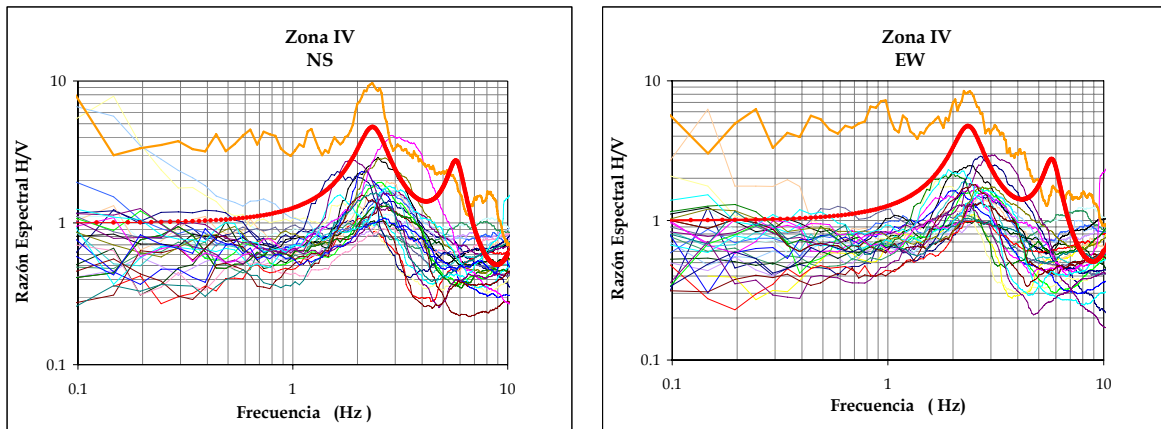 Zona IV
NS
Razón Espectral H/V
10
1
0.1
0.1
1
10
Frecuencia (Hz )
Zona IV
EW
Razón Espectral H/V
10
1
0.1
0.1
1
10
Frecuencia ( Hz)